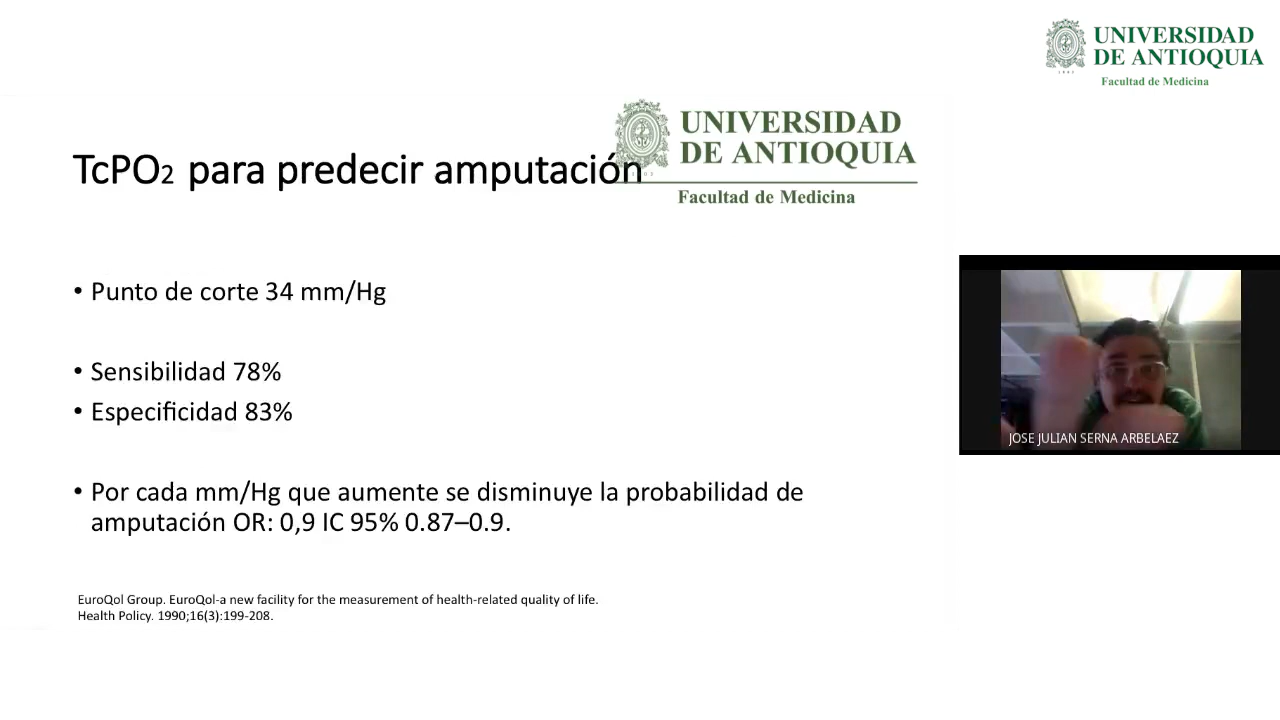 UNIVERSIDAD
DE ANTIOQUIA
1803
Facultad de Medicina
UNIVERSIDAD
DE ANTIOQUIA
1803
Facultad de Medicina
TcPO₂ para predecir amputación
• Punto de corte 34 mm/Hg
• Sensibilidad 78%
• Especificidad 83%
• Por cada mm/Hg que aumente se disminuye la probabilidad de
amputación OR: 0,9 IC 95% 0.87–0.9.
JOSE JULIAN SERNA ARBELAEZ
EuroQol Group. EuroQol-a new facility for the measurement of health-related quality of life.
Health Policy. 1990;16(3):199-208.